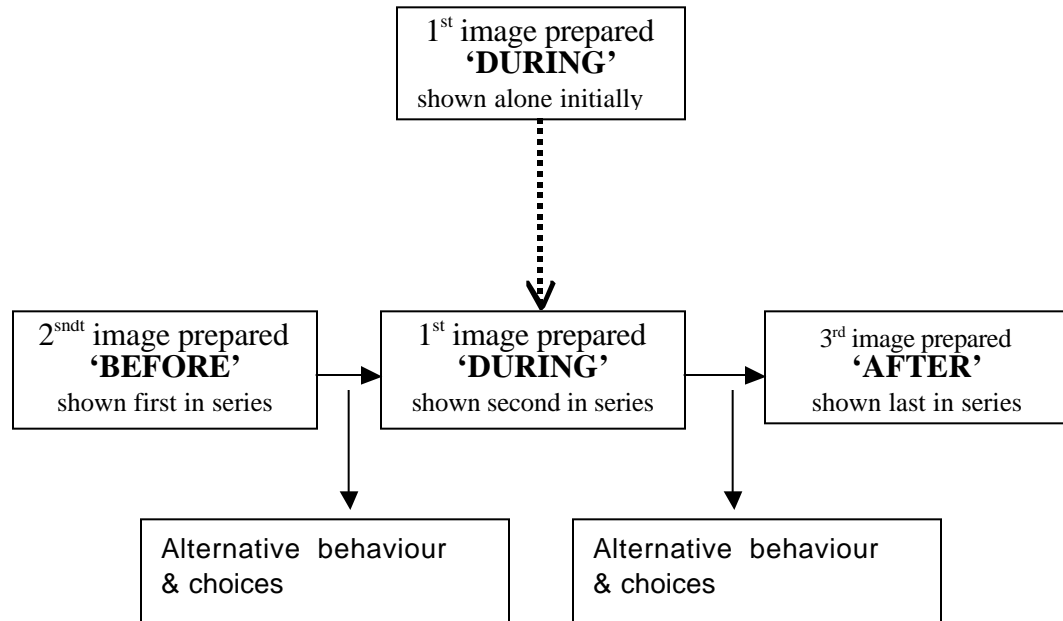 1st image prepared
‘DURING’
shown alone initially
2sndt image prepared
‘BEFORE’
shown first in series
1st image prepared
‘DURING’
shown second in series
3rd image prepared
‘AFTER’
shown last in series
Alternative behaviour
& choices
Alternative behaviour
& choices